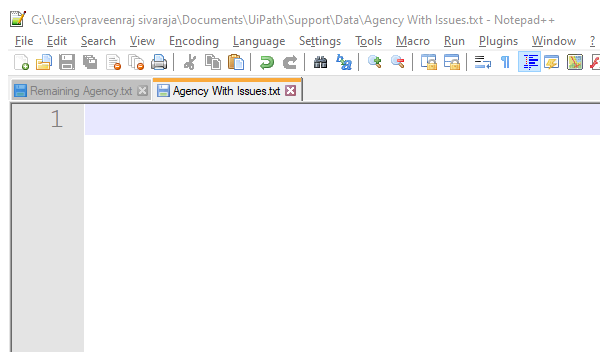 C:\Users\praveenraj sivaraja\Documents\UiPath\Support\Data\Agency With Issues.txt - Notepad++
File Edit Search View Encoding Language Settings Tools Macro Run Plugins Window ?
Remaining Agency.txt Agency With Issues.txt
1